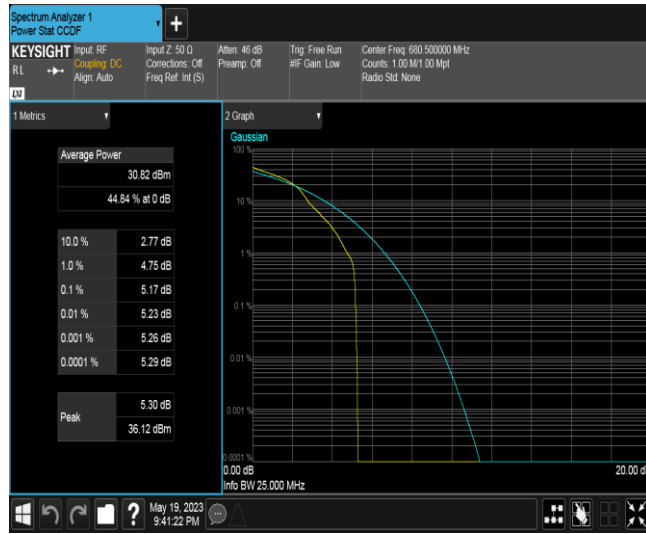 Spectrum Analyzer 1
Power Stat CCDF
+
KEYSIGHT
RL
LXI
Input: RF
Coupling: DC
Align: Auto
Input Z: 50 Ω
Corrections: Off
Freq Ref: Int (S)
Atten: 46 dB
Preamp: Off
Trig: Free Run
#IF Gain: Low
Center Freq: 680.500000 MHz
Counts: 1.00 M/1.00 Mpt
Radio Std: None
1 Metrics
Average Power
30.82 dBm
44.84 % at 0 dB
10.0 % 2.77 dB
1.0 % 4.75 dB
0.1 % 5.17 dB
0.01 % 5.23 dB
0.001 % 5.26 dB
0.0001 % 5.29 dB
Peak
5.30 dB
36.12 dBm
2 Graph
Gaussian
100 %
10 %
1 %
0.1 %
0.01 %
0.001 %
0.0001 %
0.00 dB
20.00 d
Info BW 25.000 MHz
?
May 19, 2023
9:41:22 PM